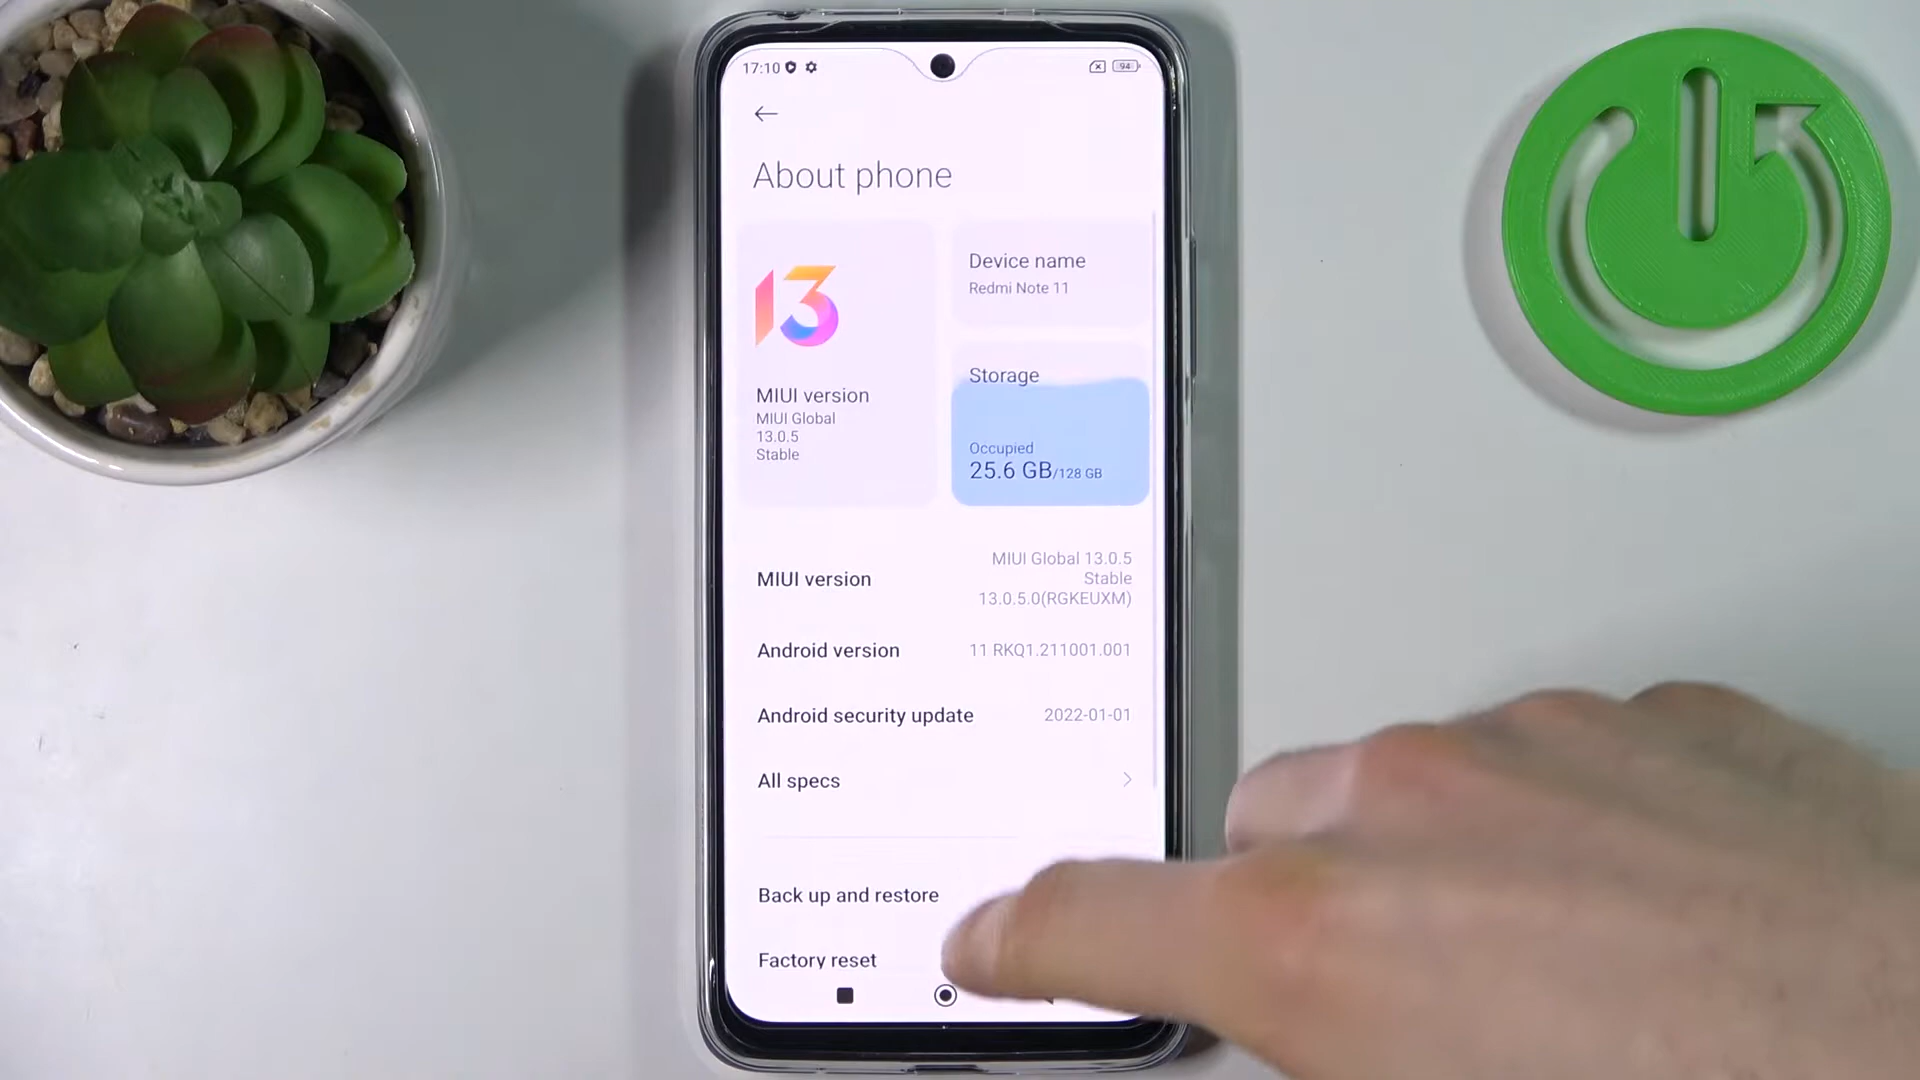 17:10
94
About phone
13
MIUI version
MIUI Global
13.0.5
Stable
Device name
Redmi Note 11
Storage
Occupied
25.6 GB/128 GB
MIUI version
MIUI Global 13.0.5
Stable
13.0.5.0(RGKEUXM)
Android version
11 RKQ1.211001.001
Android security update
2022-01-01
All specs
Back up and restore
Factory reset